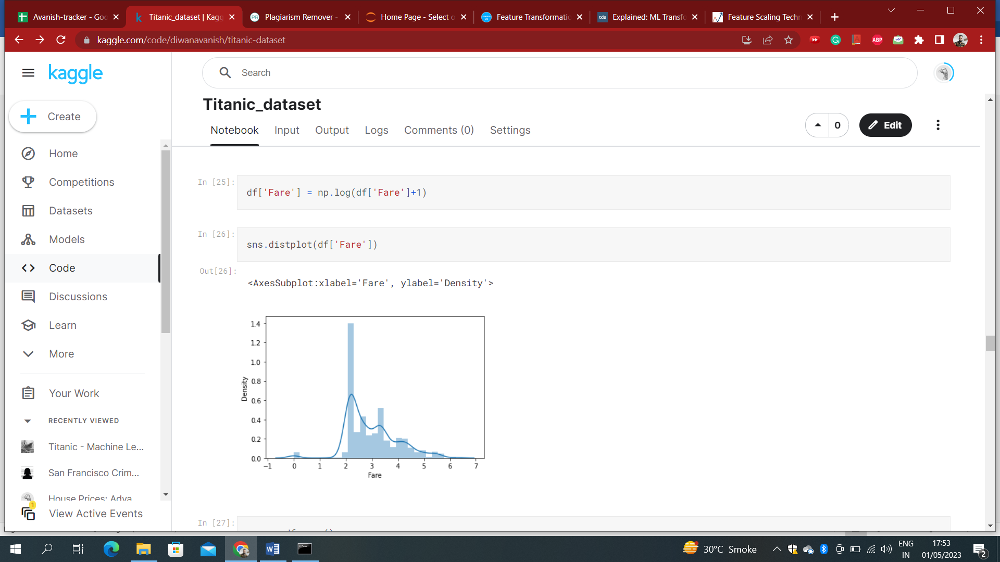 Avanish-tracker - Goo
Titanic_dataset | Kagg
Plagiarism Remover -
Home Page - Select o
Feature Transformatio
tds
Explained: ML Transfo
Feature Scaling Techn
kaggle.com/code/diwanavanish/titanic-dataset
ABP
kaggle
Search
Create
Titanic_dataset
Notebook Input Output Logs Comments (0) Settings
0
Edit
Home
Competitions
Datasets
Models
Code
Discussions
Learn
More
Your Work
RECENTLY VIEWED
Titanic - Machine Le...
San Francisco Crim...
House Prices: Adva
1
View Active Events
In [25]:
df['Fare'] = np.log(df['Fare']+1)
In [26]:
sns.distplot(df['Fare'])
Out[26]:
<AxesSubplot:xlabel='Fare', ylabel='Density'>
1.4
1.2
1.0
0.8
0.6
0.4
0.2
0.0
Density
−1 0 1 2 3 4 5 6 7
Fare
In [27]:
30°C Smoke
ENG
IN
17:53
01/05/2023
2